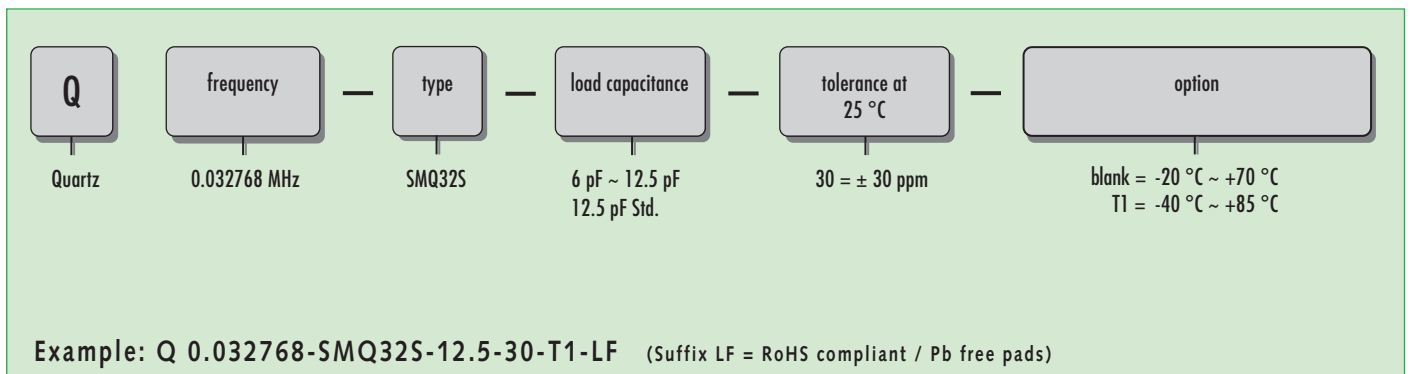 Q
frequency
type
load capacitance
tolerance at
25 °C
option
Quartz
0.032768 MHz
SMQ32S
6 pF ~ 12.5 pF
12.5 pF Std.
30 = ± 30 ppm
blank = -20 °C ~ +70 °C
T1 = -40 °C ~ +85 °C
Example: Q 0.032768-SMQ32S-12.5-30-T1-LF (Suffix LF = RoHS compliant / Pb free pads)